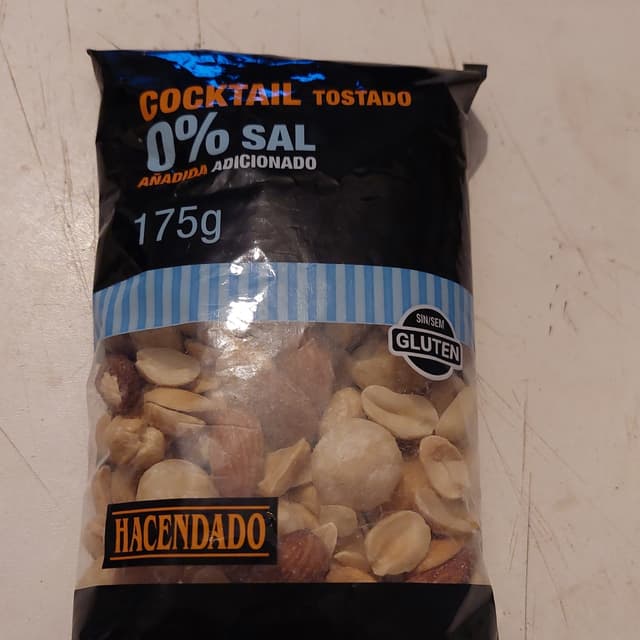 COCKTAIL TOSTADO
0% SAL
AÑADIDA ADICIONADO
175g
SIN/SEM
GLUTEN
HACENDADO